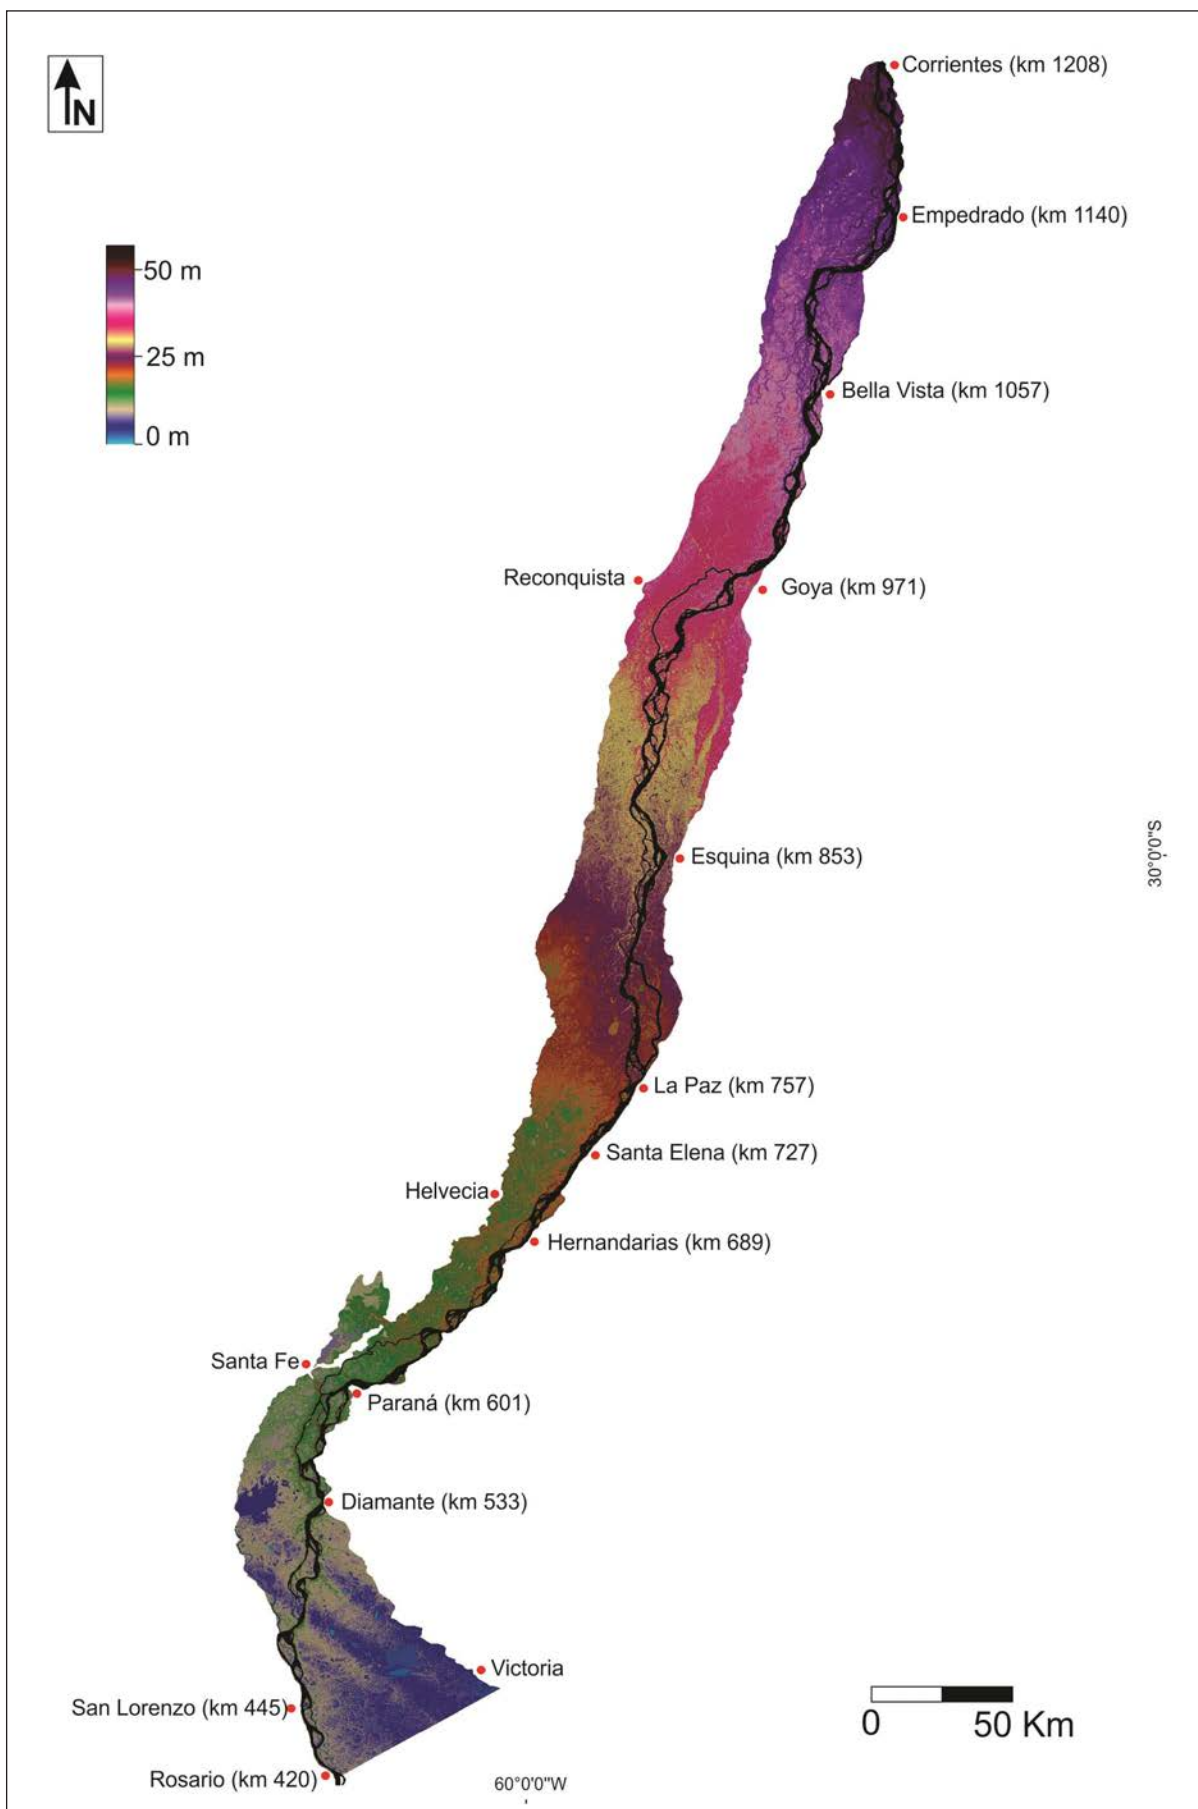 Corrientes (km 1208)
N
Empedrado (km 1140)
50 m
25 m
Bella Vista (km 1057)
0 m
Reconquista
Goya (km 971)
30°0'0"S
Esquina (km 853)
La Paz (km 757)
Santa Elena (km 727)
Helvecia
Hernandarias (km 689)
Santa Fe
Paraná (km 601)
Diamante (km 533)
Victoria
San Lorenzo (km 445)
0 50 Km
Rosario (km 420)
60°0'0"W